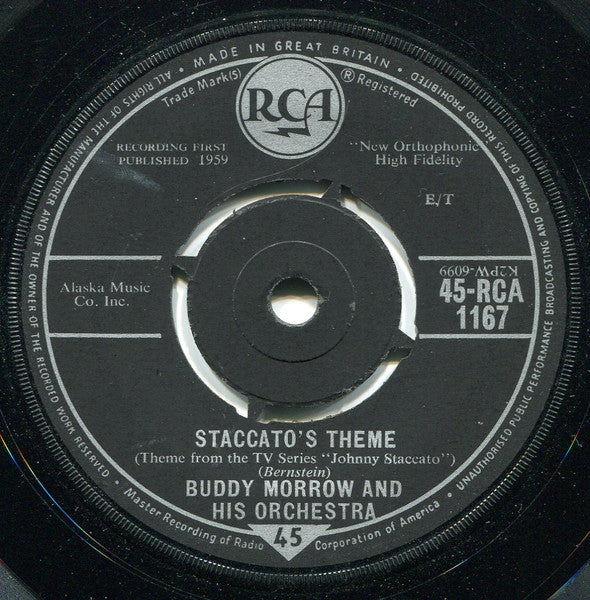 • MADE IN GREAT BRITAIN •
ALL RIGHTS OF THE MANUFACTURER AND OF THE OWNER OF THE RECORDED WORK RESERVED •
UNAUTHORISED PUBLIC PERFORMANCE BROADCASTING AND COPYING OF THIS RECORD PROHIBITED
Trade Mark(s)
RCA
® Registered
RECORDING FIRST
PUBLISHED 1959
"New Orthophonic"
High Fidelity
E/T
Alaska Music
Co. Inc.
K2PW-6099
45-RCA
1167
STACCATO'S THEME
(Theme from the TV Series "Johnny Staccato")
(Bernstein)
BUDDY MORROW AND
HIS ORCHESTRA
45
• Master Recording of Radio Corporation of America •